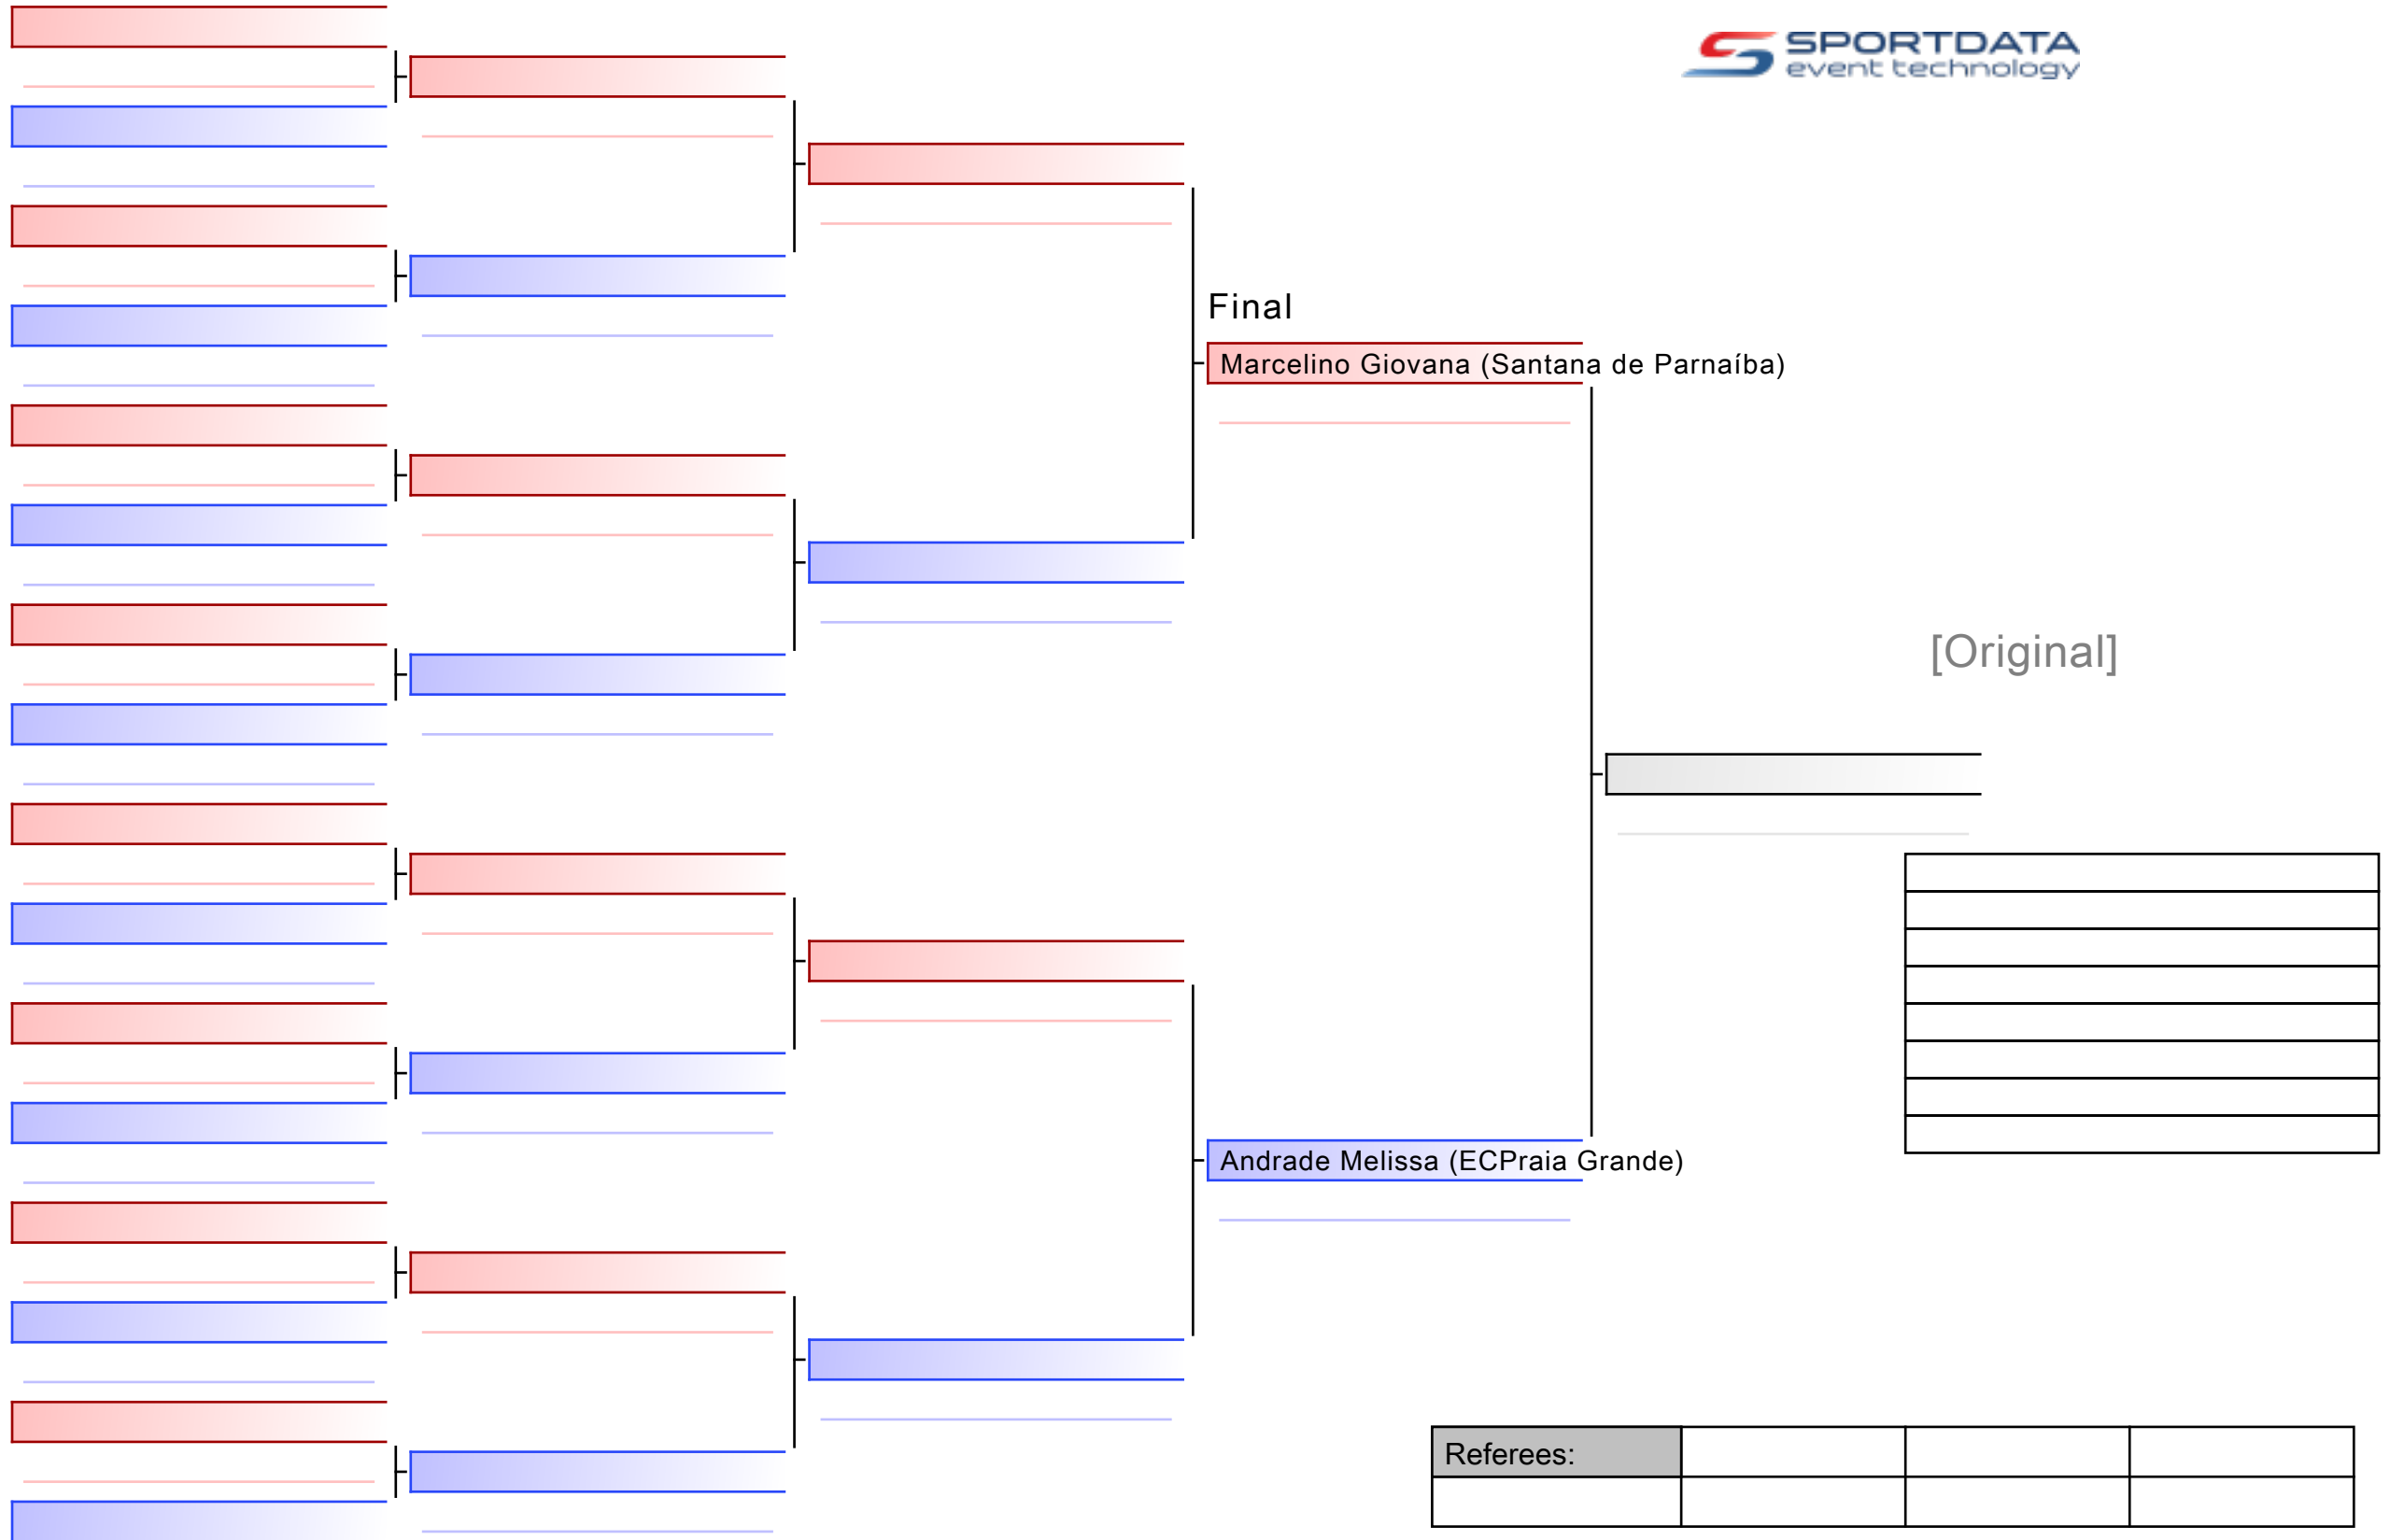 SPORTDATA
event technology
Final
Marcelino Giovana (Santana de Parnaíba)
[Original]
Andrade Melissa (ECPraia Grande)
Referees: